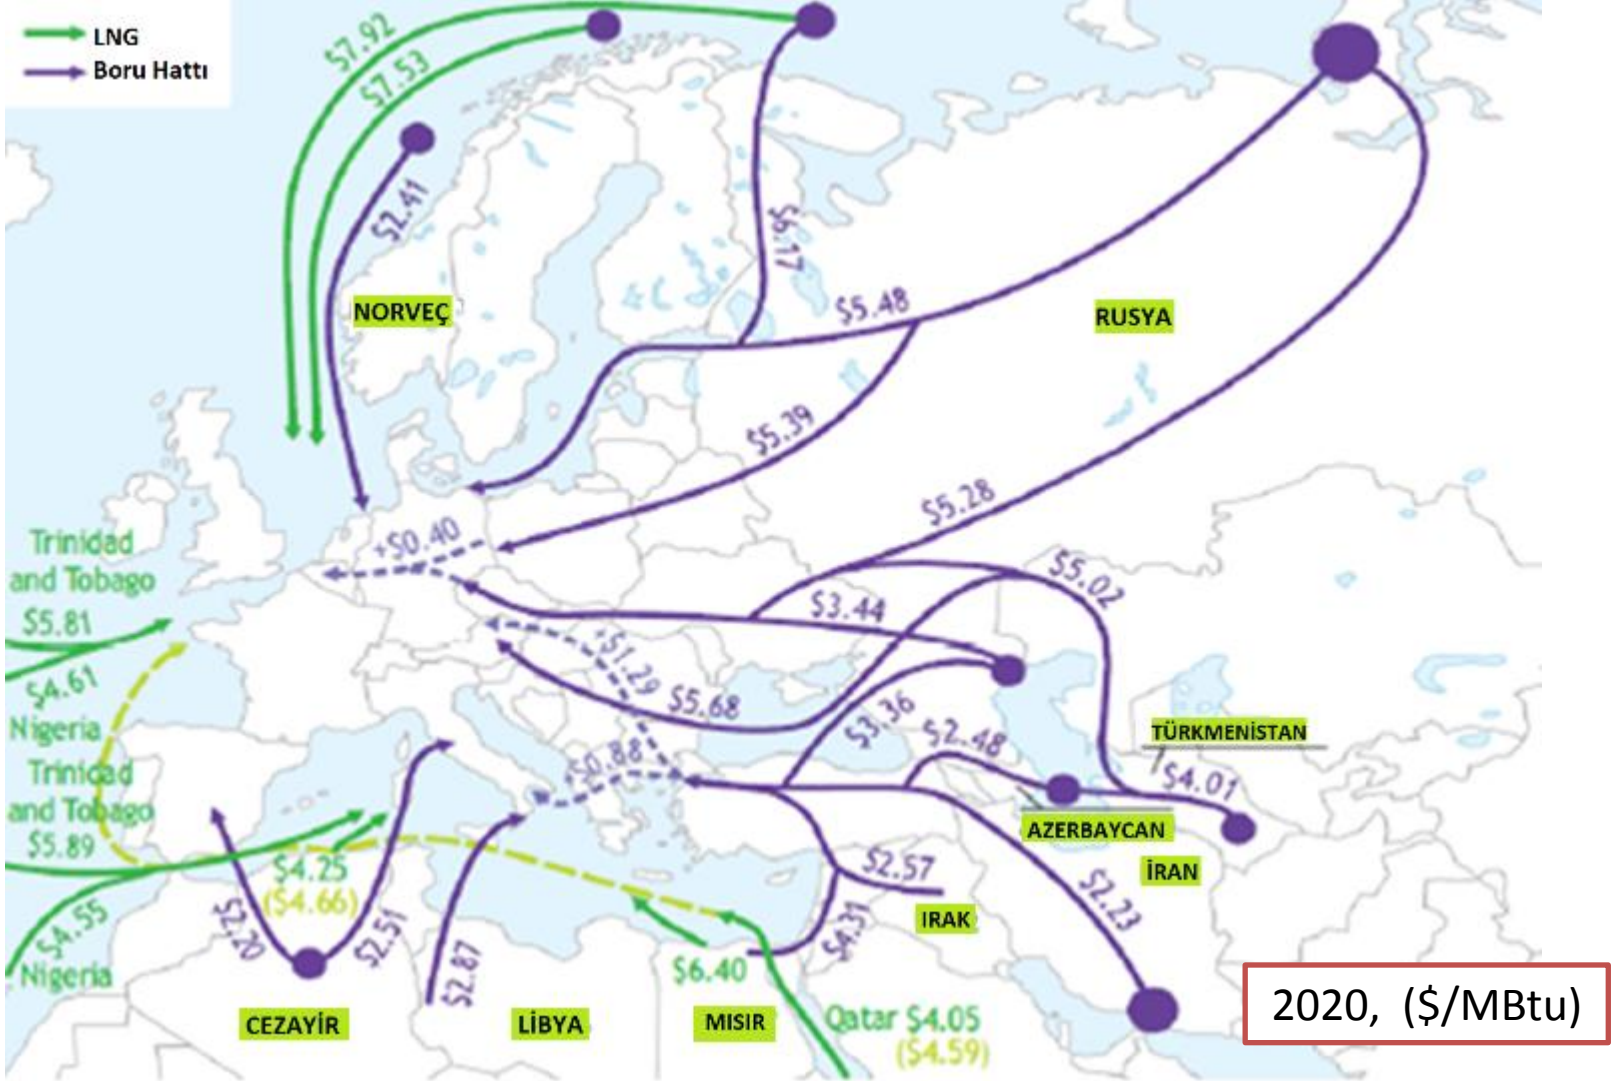 LNG
Boru Hattı
$7.92
$7.53
$2.41
$6.17
NORVEÇ
$5.48
RUSYA
$5.39
$5.28
+$0.40
Trinidad
and Tobago
$5.81
$4.61
Nigeria
$5.02
$3.44
+$1.29
$5.68
$3.36
$2.48
TÜRKMENİSTAN
$4.01
+$0.88
Trinidad
and Tobago
$5.89
AZERBAYCAN
$4.25
($4.66)
$2.57
İRAN
$2.23
IRAK
$4.31
$4.55
Nigeria
$2.20
$2.51
$2.87
$6.40
CEZAYİR
LİBYA
MISIR
Qatar $4.05
($4.59)
2020, ($/MBtu)